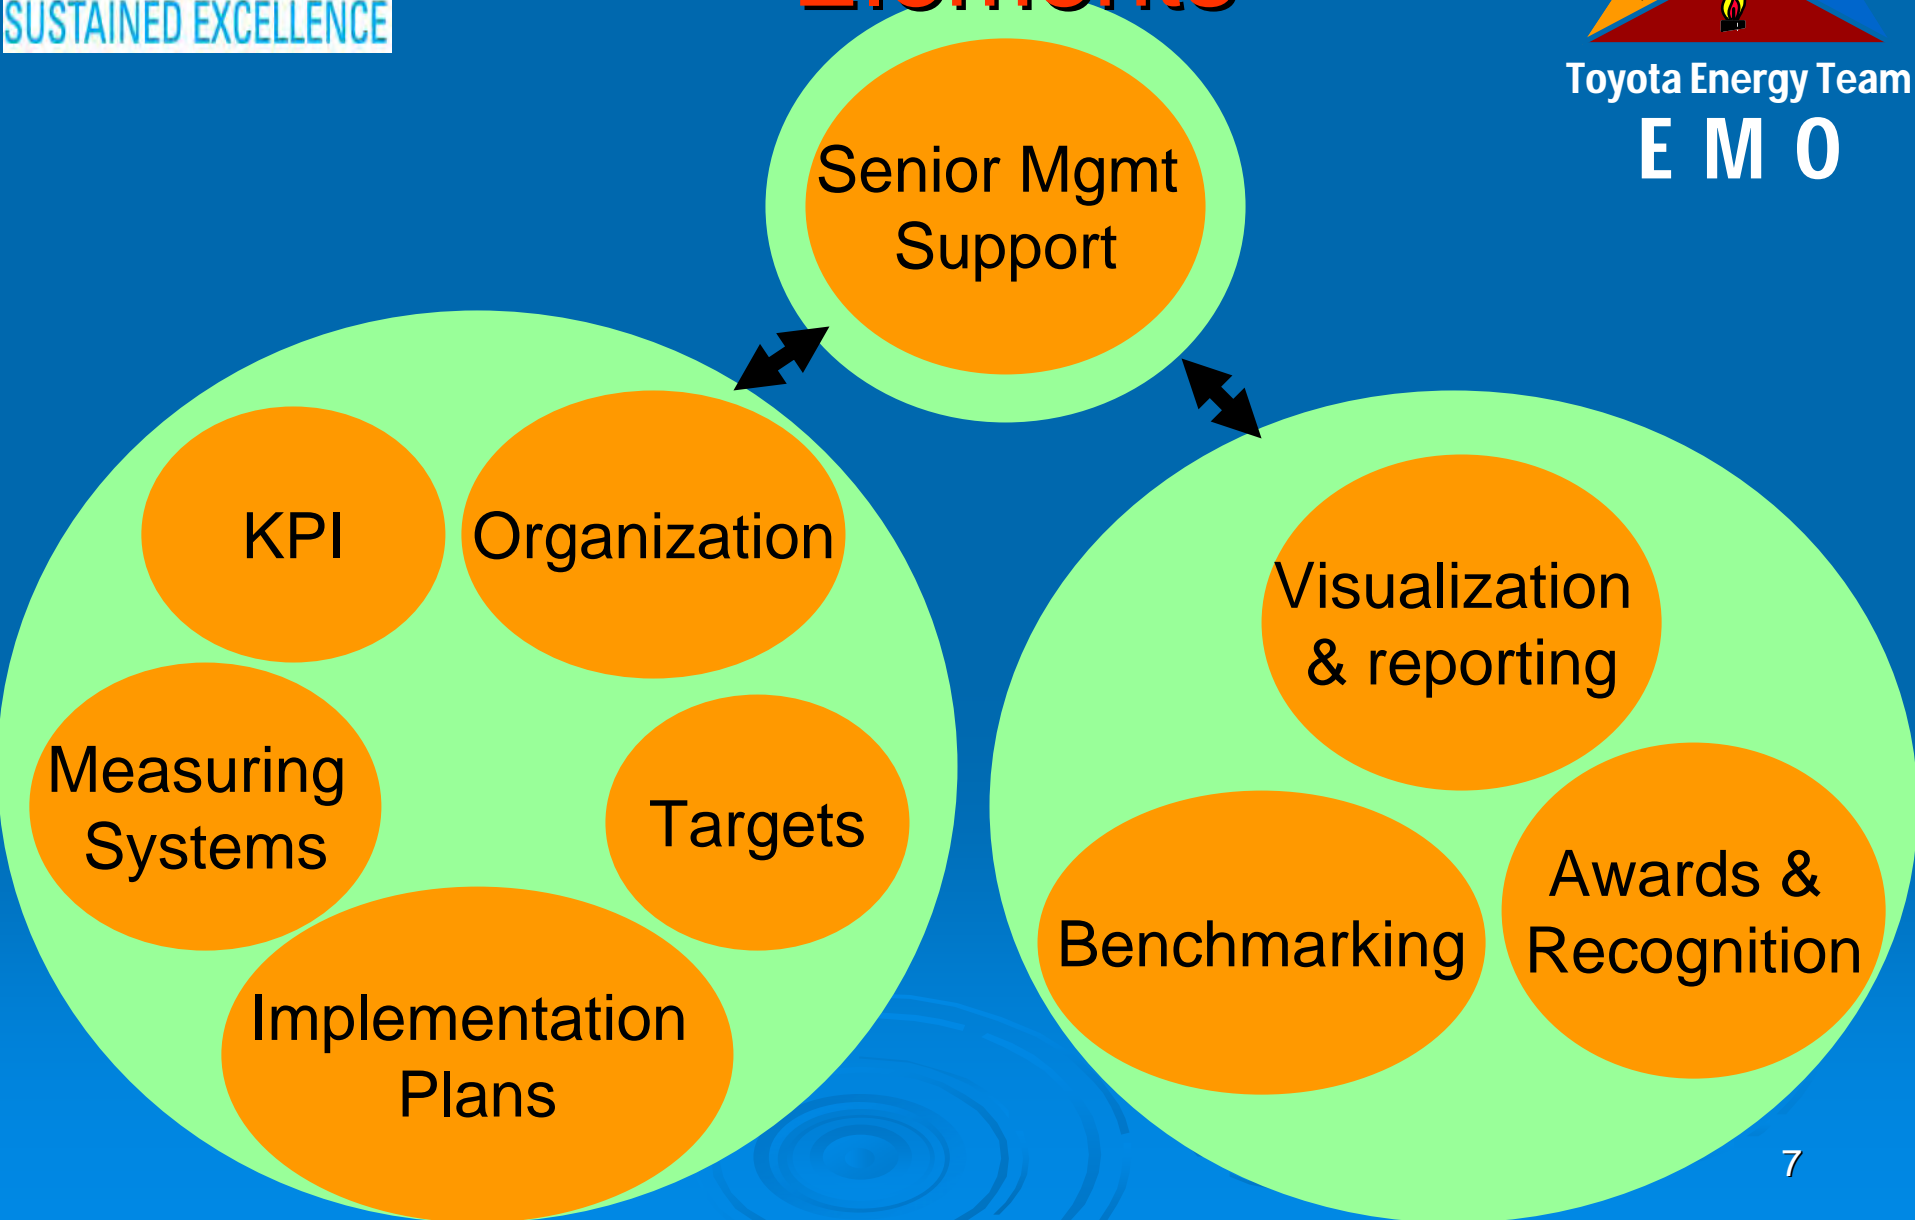 SUSTAINED EXCELLENCE
Elements
Toyota Energy Team
E M O
Senior Mgmt
Support
KPI
Organization
Measuring
Systems
Targets
Implementation
Plans
Visualization
& reporting
Benchmarking
Awards &
Recognition
7